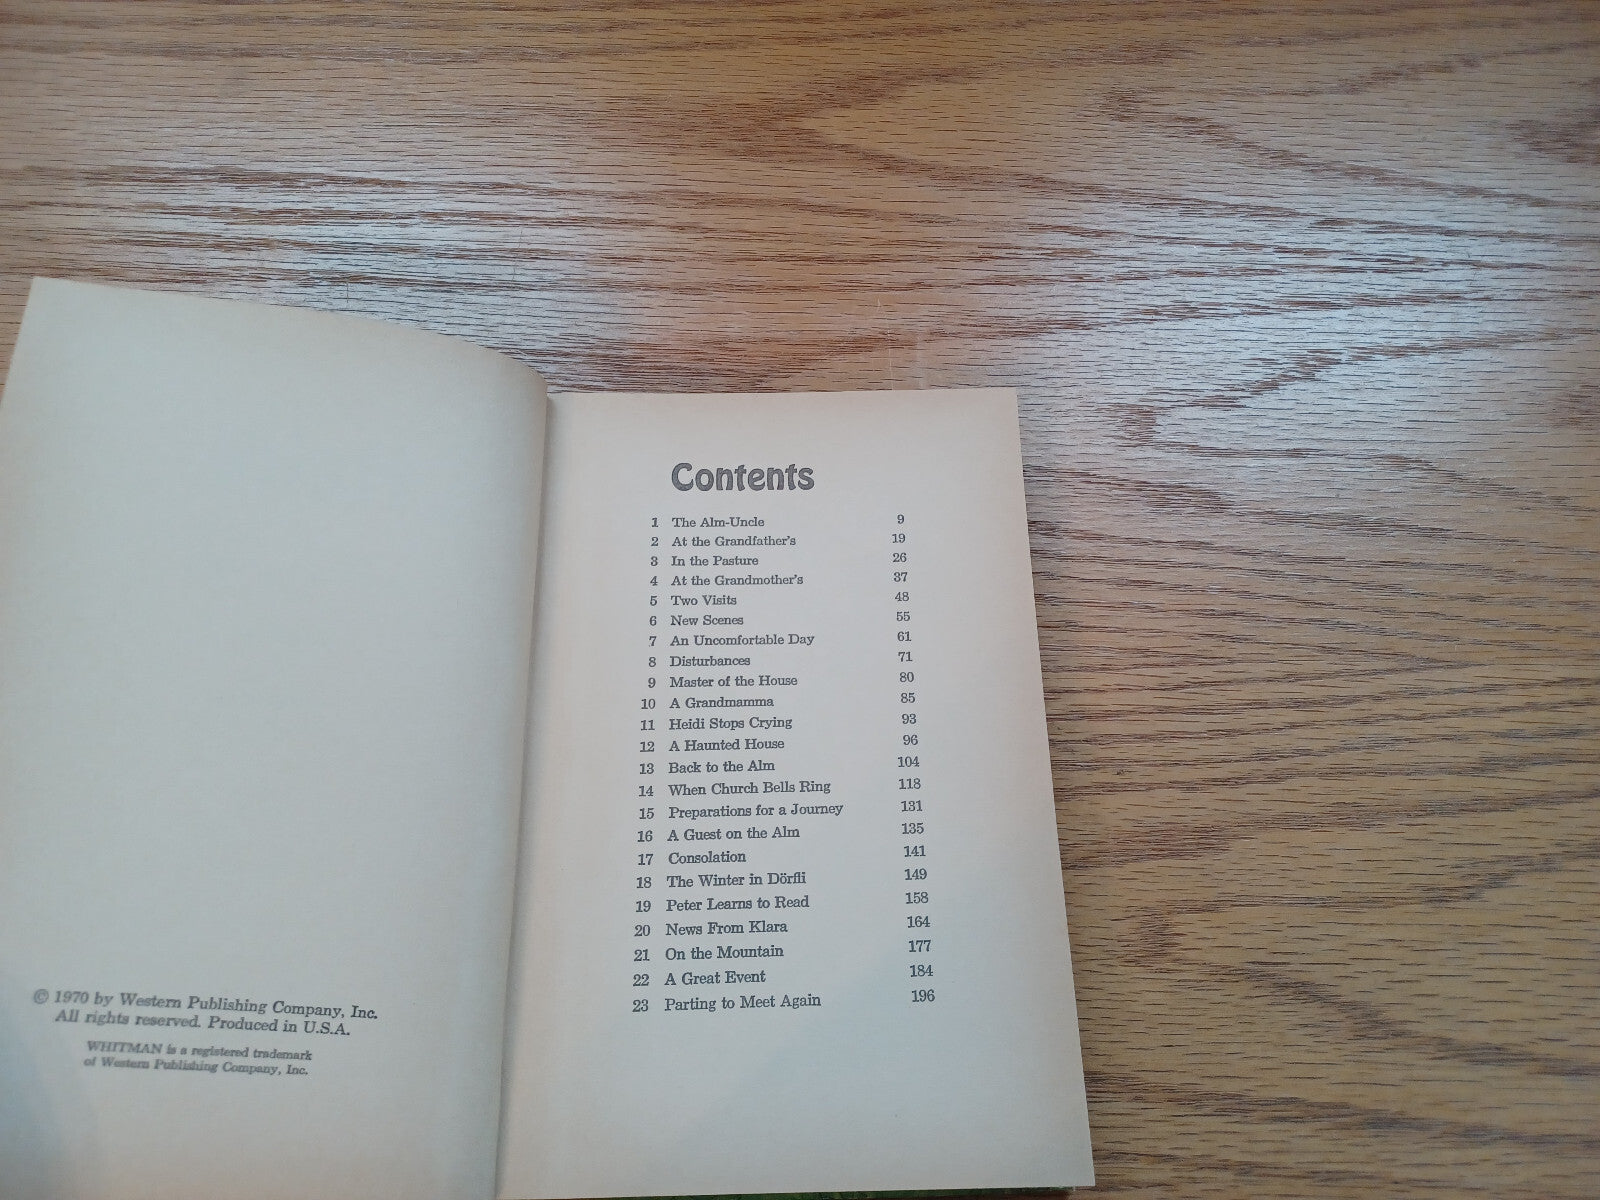 © 1970 by Western Publishing Company, Inc.
All rights reserved. Produced in U.S.A.
WHITMAN is a registered trademark
of Western Publishing Company, Inc.
Contents
1 The Alm-Uncle 9
2 At the Grandfather's 19
3 In the Pasture 26
4 At the Grandmother's 37
5 Two Visits 48
6 New Scenes 55
7 An Uncomfortable Day 61
8 Disturbances 71
9 Master of the House 80
10 A Grandmamma 85
11 Heidi Stops Crying 93
12 A Haunted House 96
13 Back to the Alm 104
14 When Church Bells Ring 118
15 Preparations for a Journey 131
16 A Guest on the Alm 135
17 Consolation 141
18 The Winter in Dörfli 149
19 Peter Learns to Read 158
20 News From Klara 164
21 On the Mountain 177
22 A Great Event 184
23 Parting to Meet Again 196